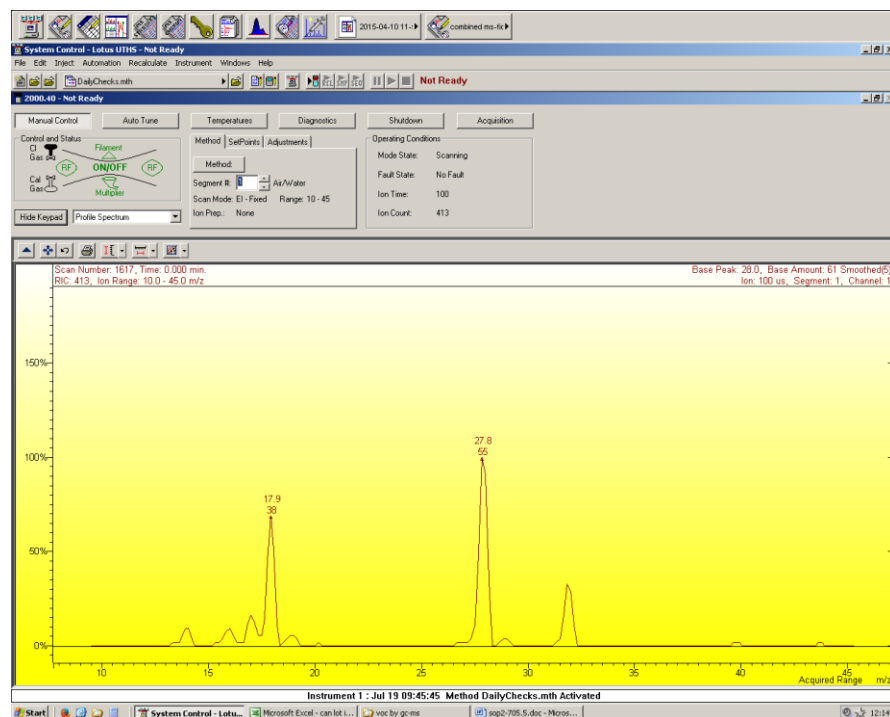 2015-04-10 11-
combined ms-fic
System Control - Lotus UTHS - Not Ready
File Edit Inject Automation Recalculate Instrument Windows Help
DailyChecks.mth
RCL SMP SEQ
Not Ready
2000.40 - Not Ready
Manual Control Auto Tune Temperatures Diagnostics Shutdown Acquisition
Control and Status
CI Gas
Filament
RF ON/OFF RF
Cal Gas
Multiplier
Method SetPoints Adjustments
Method:
Segment #: 1 Air/Water
Scan Mode: EI - Fixed Range: 10 - 45
Ion Prep.: None
Operating Conditions
Mode State: Scanning
Fault State: No Fault
Ion Time: 100
Ion Count: 413
Hide Keypad Profile Spectrum
Scan Number: 1617, Time: 0.000 min.
RIC: 413, Ion Range: 10.0 - 45.0 m/z
Base Peak: 28.0, Base Amount: 61 Smoothed(5)
Ion: 100 us, Segment: 1, Channel: 1
150%
100%
50%
0%
17.9
38
27.8
55
10 15 20 25 30 35 40 45
Acquired Range m/z
Instrument 1 : Jul 19 09:45:45 Method DailyChecks.mth Activated
Start System Control - Lotu... Microsoft Excel - can lot i... voc by gc-ms sop2-705.5.doc - Micros... 12:14